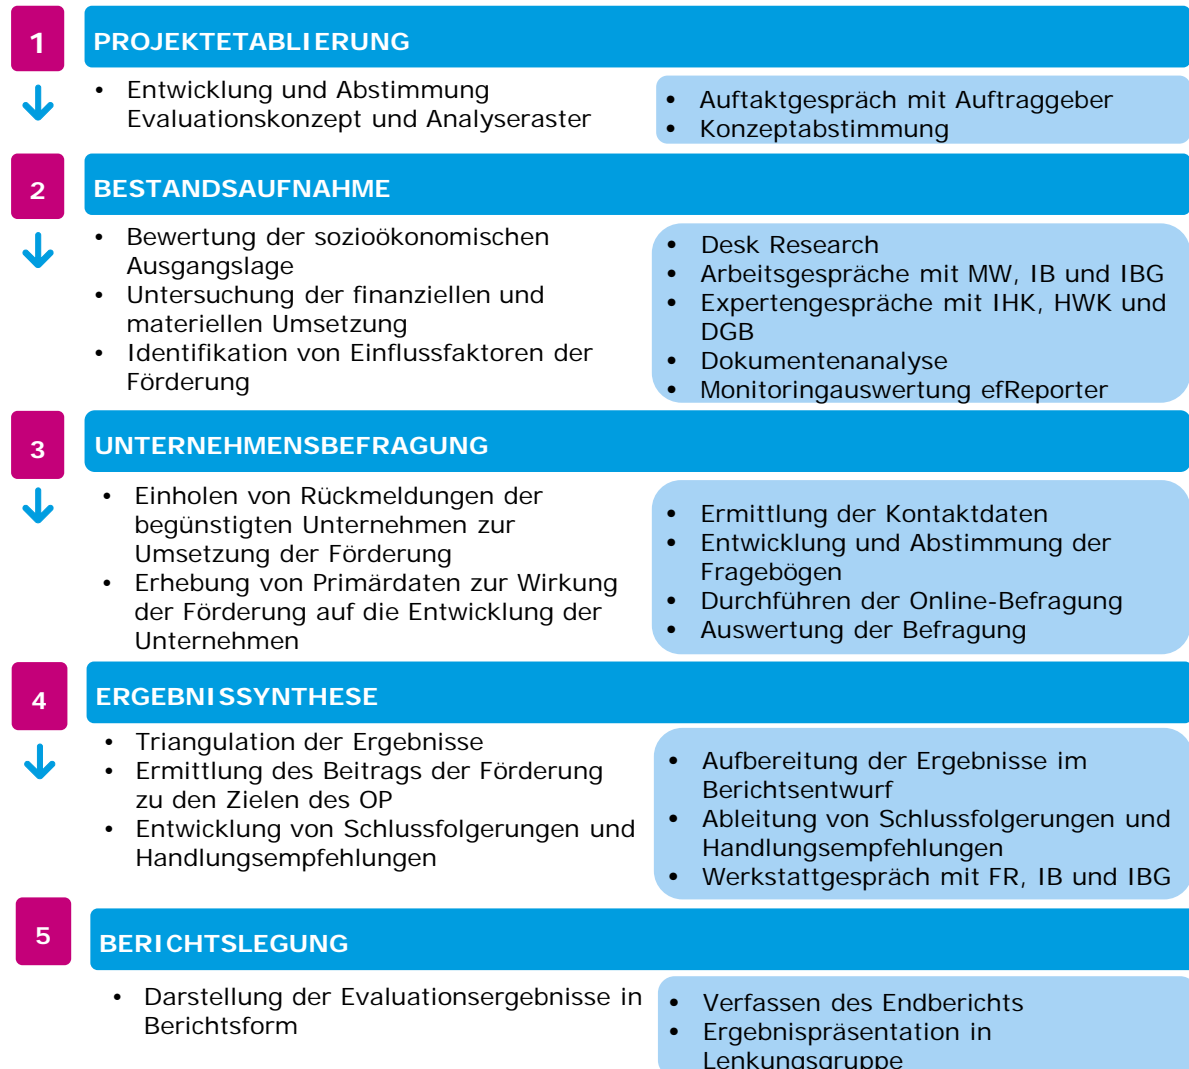 1
PROJEKTETABLIERUNG
• Entwicklung und Abstimmung
Evaluationskonzept und Analyseraster
• Auftaktgespräch mit Auftraggeber
• Konzeptabstimmung
2
BESTANDSAUFNAHME
• Bewertung der sozioökonomischen
Ausgangslage
• Untersuchung der finanziellen und
materiellen Umsetzung
• Identifikation von Einflussfaktoren der
Förderung
• Desk Research
• Arbeitsgespräche mit MW, IB und IBG
• Expertengespräche mit IHK, HWK und
DGB
• Dokumentenanalyse
• Monitoringauswertung efReporter
3
UNTERNEHMENSBEFRAGUNG
• Einholen von Rückmeldungen der
begünstigten Unternehmen zur
Umsetzung der Förderung
• Erhebung von Primärdaten zur Wirkung
der Förderung auf die Entwicklung der
Unternehmen
• Ermittlung der Kontaktdaten
• Entwicklung und Abstimmung der
Fragebögen
• Durchführen der Online-Befragung
• Auswertung der Befragung
4
ERGEBNISSYNTHESE
• Triangulation der Ergebnisse
• Ermittlung des Beitrags der Förderung
zu den Zielen des OP
• Entwicklung von Schlussfolgerungen und
Handlungsempfehlungen
• Aufbereitung der Ergebnisse im
Berichtsentwurf
• Ableitung von Schlussfolgerungen und
Handlungsempfehlungen
• Werkstattgespräch mit FR, IB und IBG
5
BERICHTSLEGUNG
• Darstellung der Evaluationsergebnisse in
Berichtsform
• Verfassen des Endberichts
• Ergebnispräsentation in
Lenkungsgruppe